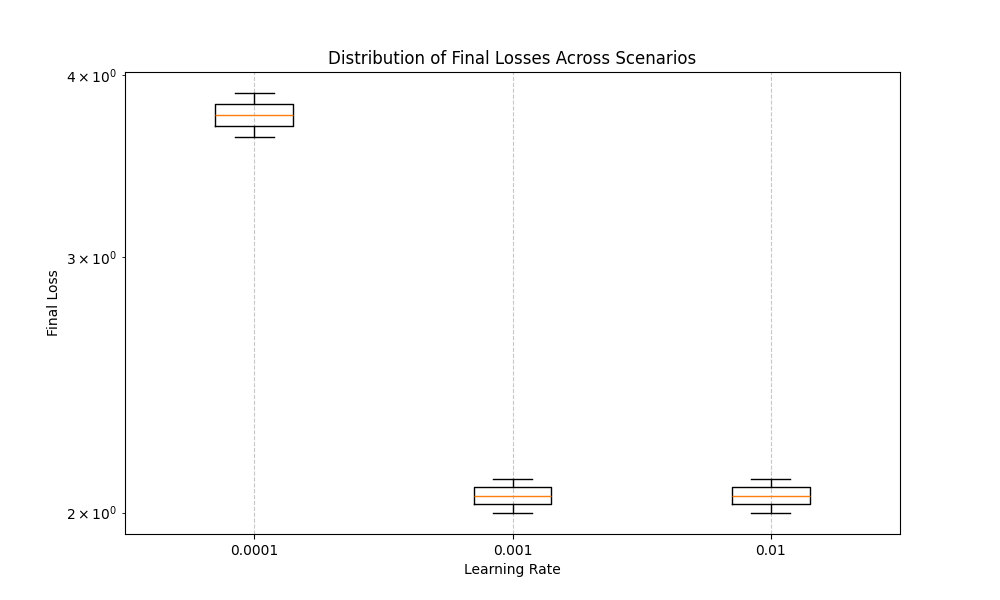 Distribution of Final Losses Across Scenarios
4 × 10⁰
3 × 10⁰
2 × 10⁰
Final Loss
0.0001
0.001
0.01
Learning Rate